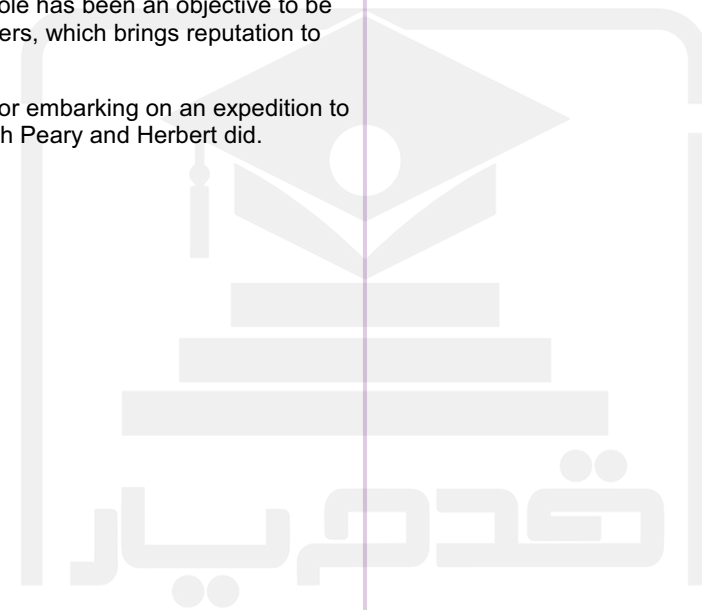 ole has been an objective to be
ers, which brings reputation to
or embarking on an expedition to
h Peary and Herbert did.
قدم یار